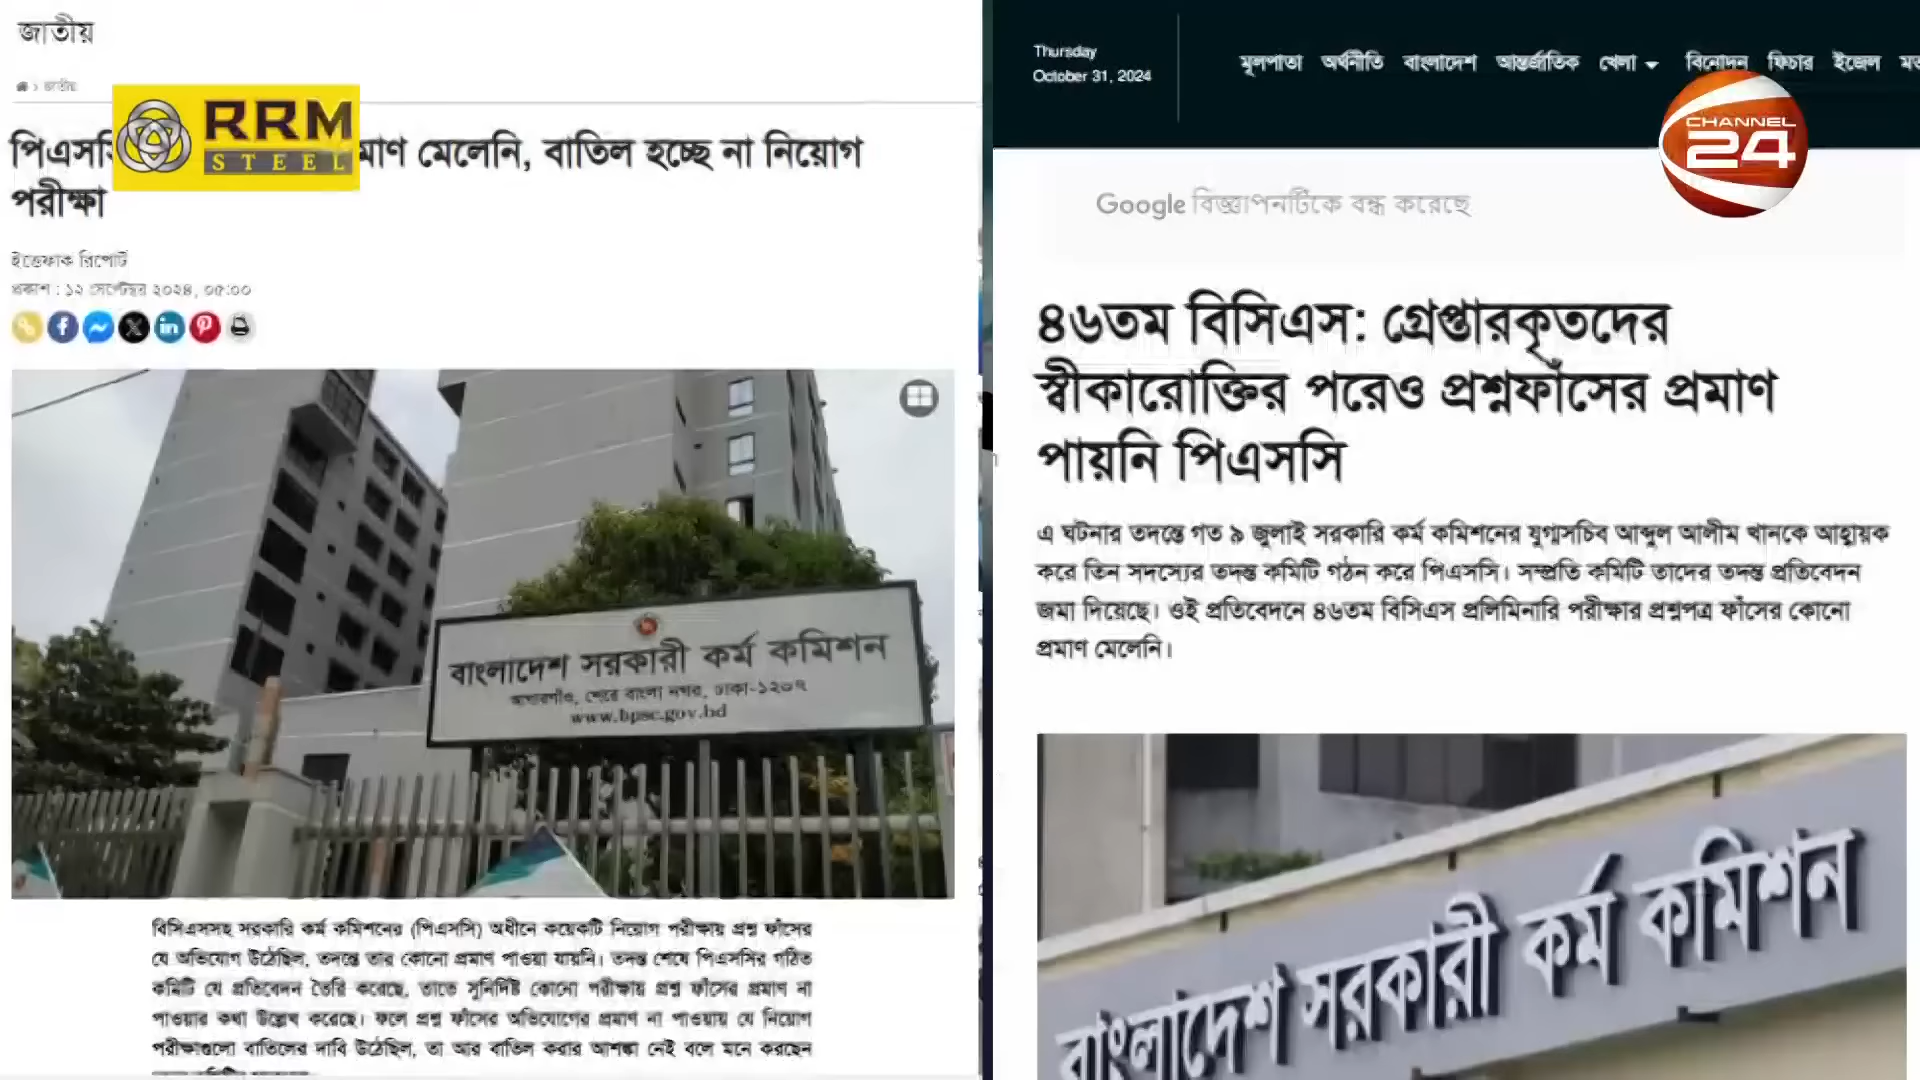 জাতীয়
জাতীয়
RRM
STEEL
মাণ মেলেনি, বাতিল হচ্ছে না নিয়োগ
পরীক্ষা
ইত্তেফাক রিপোর্ট
প্রকাশ : ১২ সেপ্টেম্বর ২০২৪, ০৫:০০
বাংলাদেশ সরকারী কর্ম কমিশন
আগারগাঁও, শেরে বাংলা নগর, ঢাকা-১২০৭
www.bpsc.gov.bd
বিসিএসসহ সরকারি কর্ম কমিশনের (পিএসসি) অধীনে কয়েকটি নিয়োগ পরীক্ষায় প্রশ্ন ফাঁসের
যে অভিযোগ উঠেছিল, তদন্তে তার কোনো প্রমাণ পাওয়া যায়নি। তদন্ত শেষে পিএসসির গঠিত
কমিটি যে প্রতিবেদন তৈরি করেছে, তাতে সুনির্দিষ্ট কোনো পরীক্ষায় প্রশ্ন ফাঁসের প্রমাণ না
পাওয়ার কথা উল্লেখ করেছে। ফলে প্রশ্ন ফাঁসের অভিযোগের প্রমাণ না পাওয়ায় যে নিয়োগ
পরীক্ষাগুলো বাতিলের দাবি উঠেছিল, তা আর বাতিল করার আশঙ্কা নেই বলে মনে করছেন
Thursday
October 31, 2024
মূলপাতা অর্থনীতি বাংলাদেশ আন্তর্জাতিক খেলা বিনোদন ফিচার ইজেল
CHANNEL
24
Google বিজ্ঞাপনটিকে বন্ধ করেছে
৪৬তম বিসিএস: গ্রেপ্তারকৃতদের
স্বীকারোক্তির পরেও প্রশ্নফাঁসের প্রমাণ
পায়নি পিএসসি
এ ঘটনার তদন্তে গত ৯ জুলাই সরকারি কর্ম কমিশনের যুগ্মসচিব আব্দুল আলীম খানকে আহ্বায়ক
করে তিন সদস্যের তদন্ত কমিটি গঠন করে পিএসসি। সম্প্রতি কমিটি তাদের তদন্ত প্রতিবেদন
জমা দিয়েছে। ওই প্রতিবেদনে ৪৬তম বিসিএস প্রলিমিনারি পরীক্ষার প্রশ্নপত্র ফাঁসের কোনো
প্রমাণ মেলেনি।
বাংলাদেশ সরকারী কর্ম কমিশন